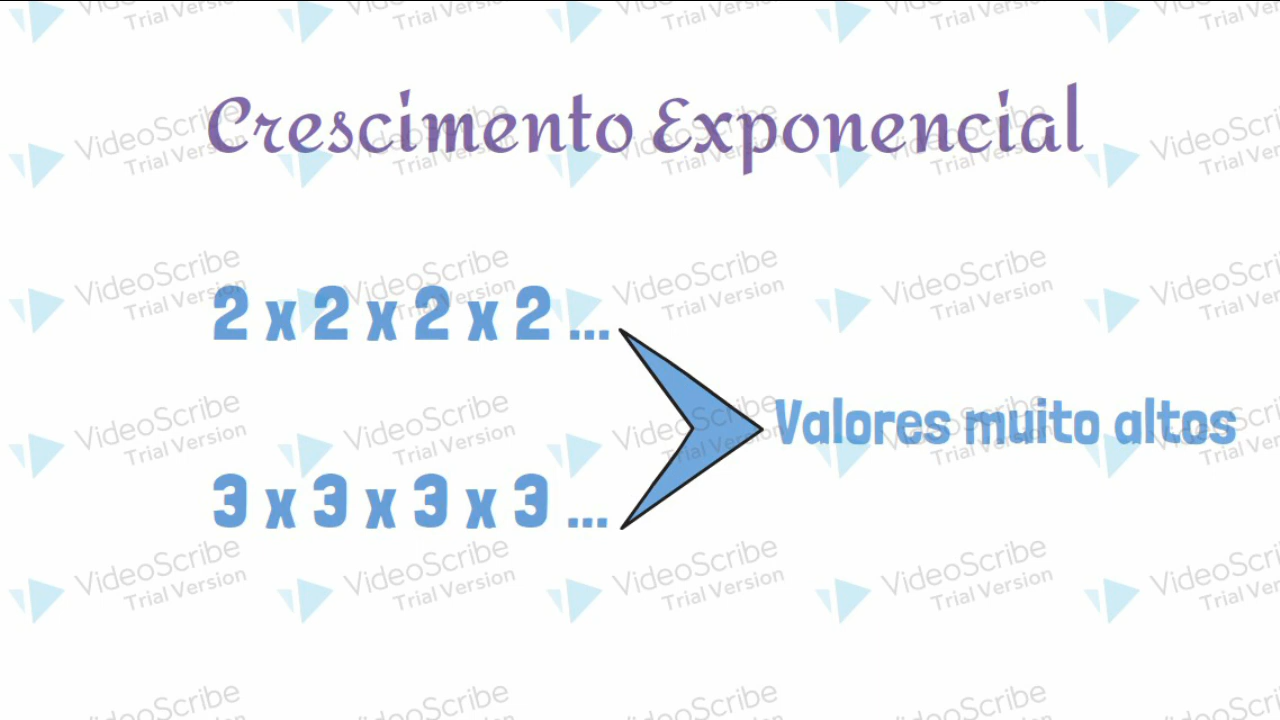 Crescimento Exponencial
2 x 2 x 2 x 2 ...
Valores muito altos
3 x 3 x 3 x 3 ...
VideoScribe
Trial Version